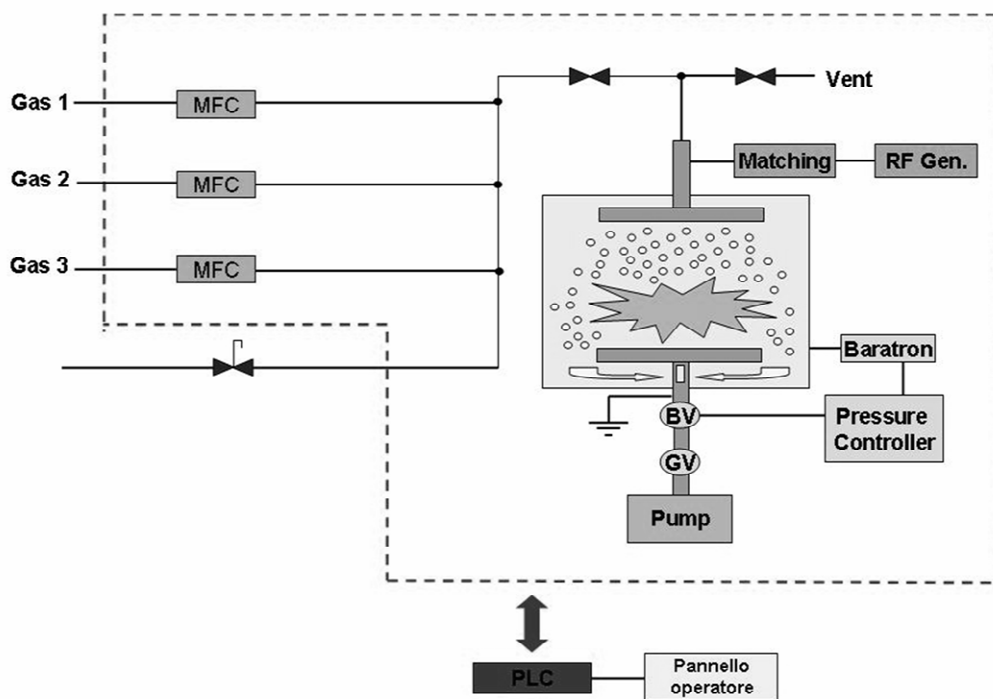 Gas 1
MFC
Vent
Matching
RF Gen.
Gas 2
MFC
Gas 3
MFC
Baratron
BV
Pressure
Controller
GV
Pump
PLC
Pannello
operatore